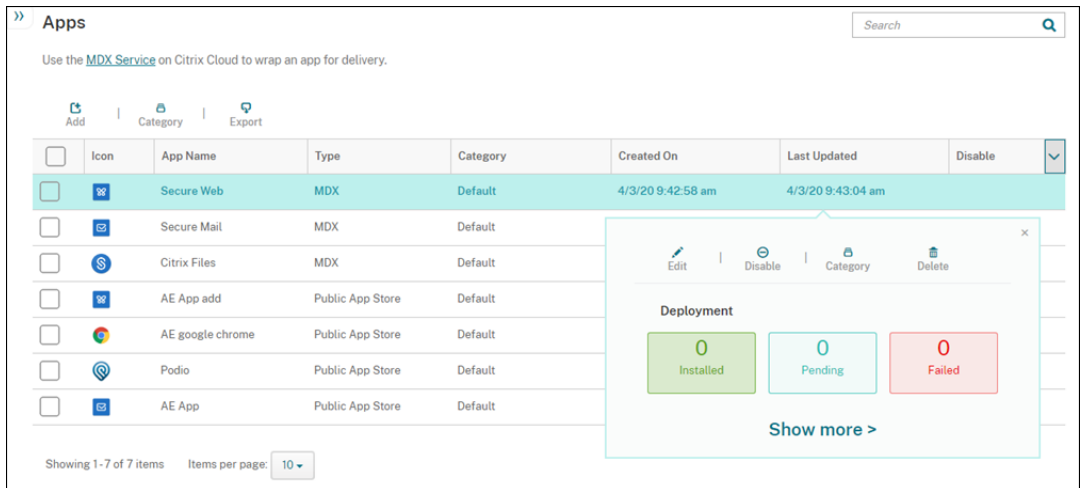 Apps
Search
Use the MDX Service on Citrix Cloud to wrap an app for delivery.
Add | Category | Export
Icon App Name Type Category Created On Last Updated Disable
Secure Web MDX Default 4/3/20 9:42:58 am 4/3/20 9:43:04 am
Secure Mail MDX Default
Citrix Files MDX Default
AE App add Public App Store Default
AE google chrome Public App Store Default
Podio Public App Store Default
AE App Public App Store Default
Edit | Disable | Category Delete
Deployment
0 0 0
Installed Pending Failed
Show more >
Showing 1-7 of 7 items Items per page: 10